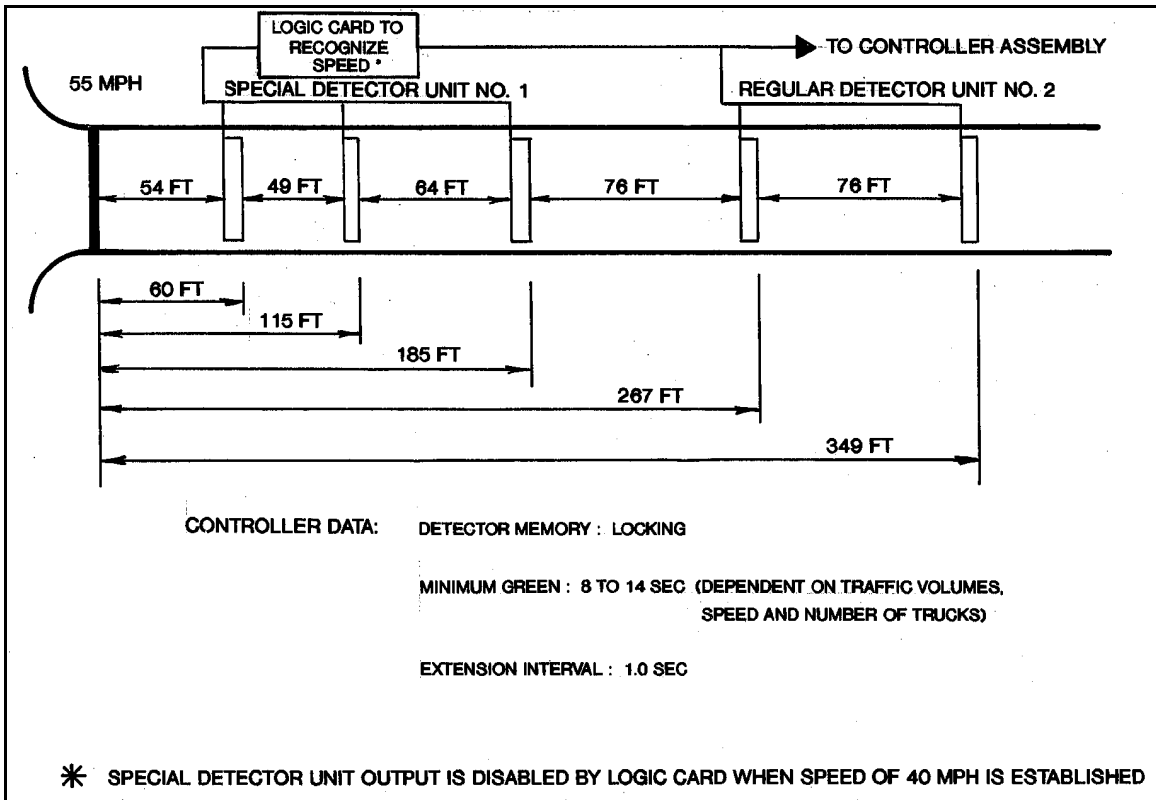 LOGIC CARD TO
RECOGNIZE
SPEED *
TO CONTROLLER ASSEMBLY
55 MPH
SPECIAL DETECTOR UNIT NO. 1
REGULAR DETECTOR UNIT NO. 2
54 FT
49 FT
64 FT
76 FT
76 FT
60 FT
115 FT
185 FT
267 FT
349 FT
CONTROLLER DATA: DETECTOR MEMORY : LOCKING
MINIMUM GREEN : 8 TO 14 SEC (DEPENDENT ON TRAFFIC VOLUMES,
SPEED AND NUMBER OF TRUCKS)
EXTENSION INTERVAL : 1.0 SEC
* SPECIAL DETECTOR UNIT OUTPUT IS DISABLED BY LOGIC CARD WHEN SPEED OF 40 MPH IS ESTABLISHED